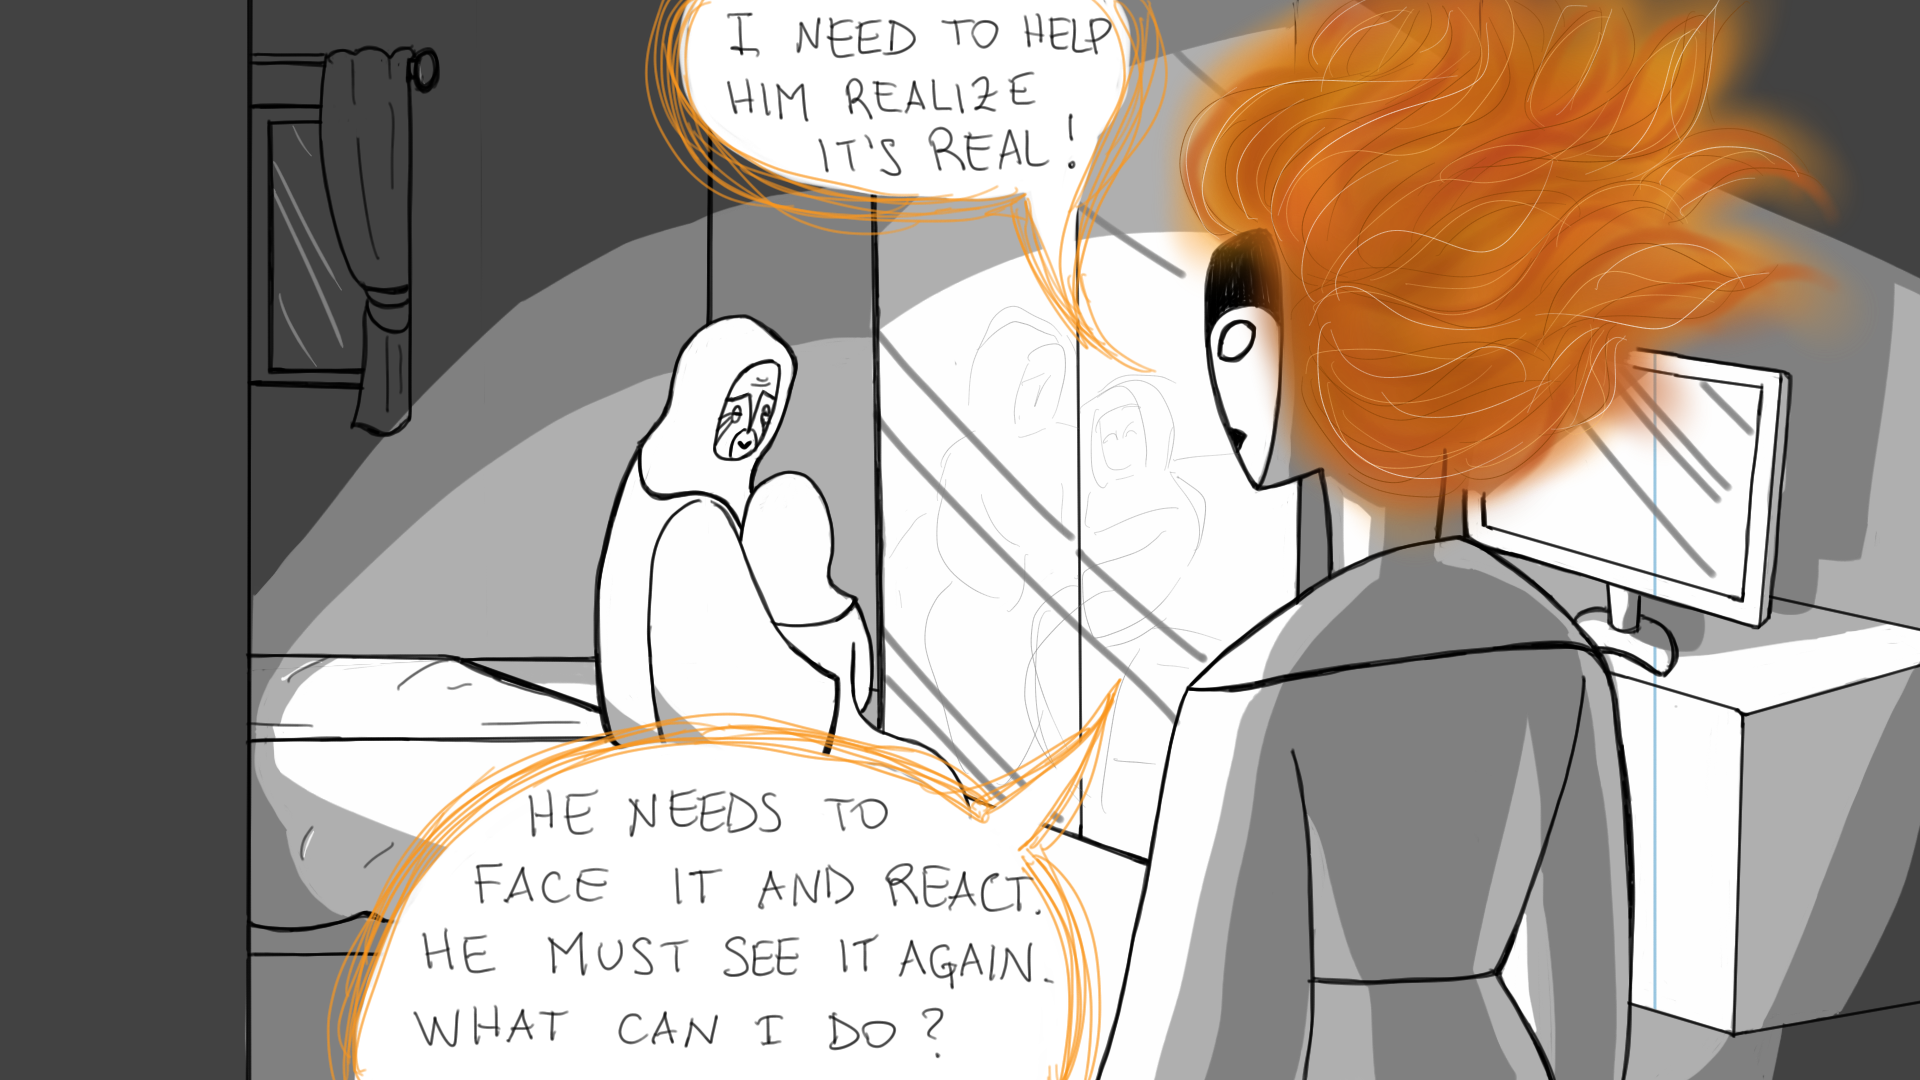 I NEED TO HELP
HIM REALIZE
IT'S REAL!
HE NEEDS TO
FACE IT AND REACT.
HE MUST SEE IT AGAIN.
WHAT CAN I DO?